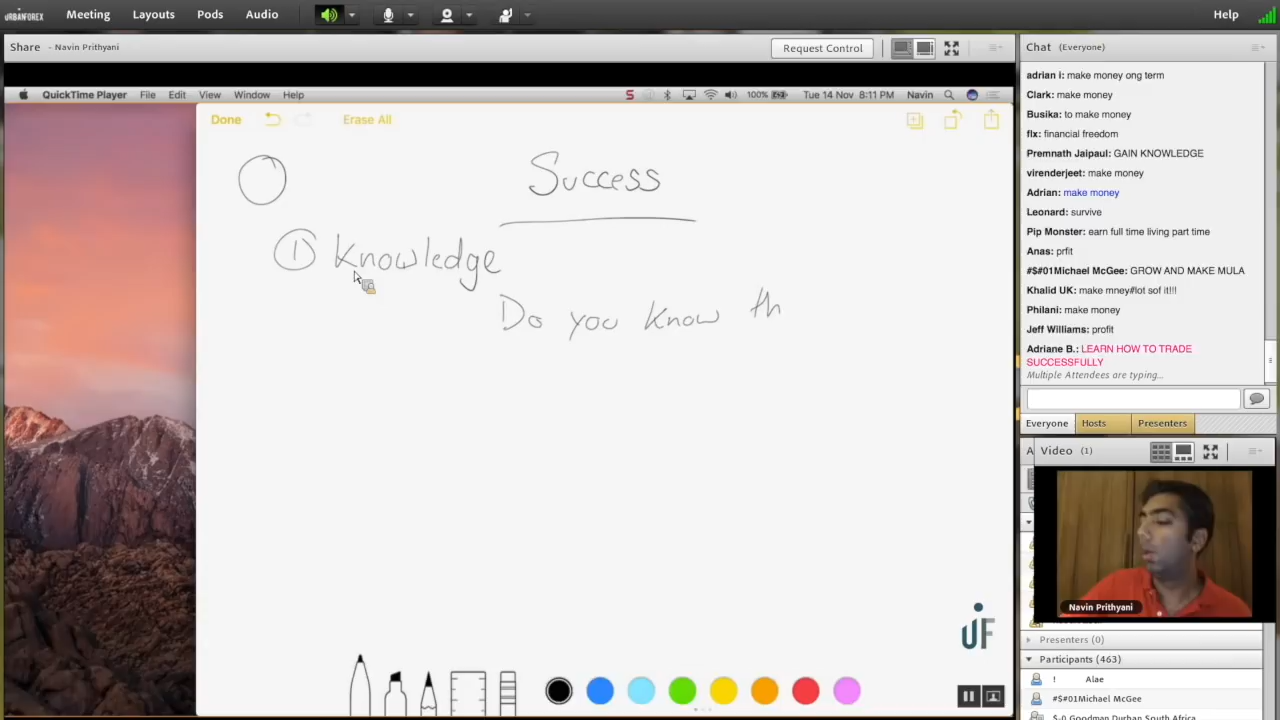 URBANFOREX Meeting Layouts Pods Audio Help
Share - Navin Prithyani Request Control
QuickTime Player File Edit View Window Help S 100% Tue 14 Nov 8:11 PM Navin
Done Erase All
Success
① Knowledge
Do you know th
UF
Chat (Everyone)
adrian i: make money ong term
Clark: make money
Busika: to make money
flx: financial freedom
Premnath Jaipaul: GAIN KNOWLEDGE
virenderjeet: make money
Adrian: make money
Leonard: survive
Pip Monster: earn full time living part time
Anas: prfit
#$#01Michael McGee: GROW AND MAKE MULA
Khalid UK: make mney#lot sof it!!!
Philani: make money
Jeff Williams: profit
Adriane B.: LEARN HOW TO TRADE
SUCCESSFULLY
Multiple Attendees are typing...
Everyone Hosts Presenters
A Video (1)
Navin Prithyani
Presenters (0)
Participants (463)
! Alae
#$#01Michael McGee
$-0 Goodman Durban South Africa